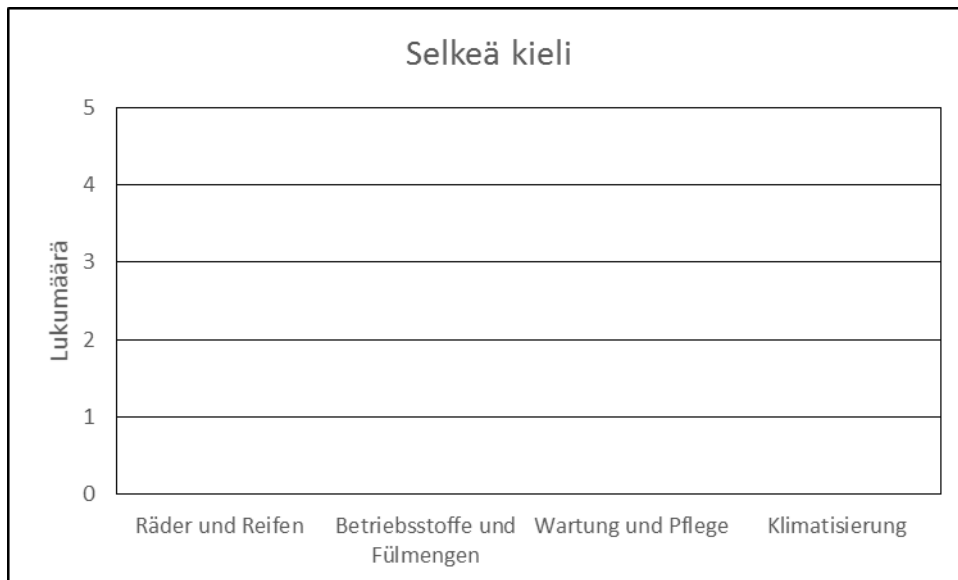 Selkeä kieli
5
4
3
2
1
0
Lukumäärä
Räder und Reifen
Betriebsstoffe und
Fülmengen
Wartung und Pflege
Klimatisierung